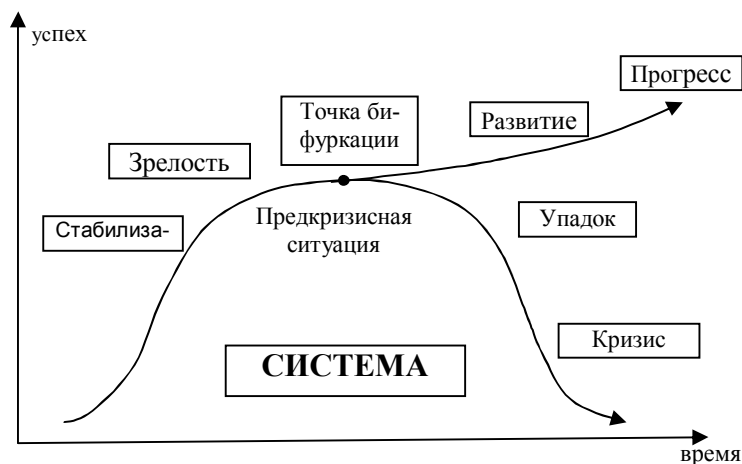 успех
Прогресс
Точка би-
фуркации
Развитие
Зрелость
Стабилиза-
Предкризисная
ситуация
Упадок
Кризис
СИСТЕМА
время